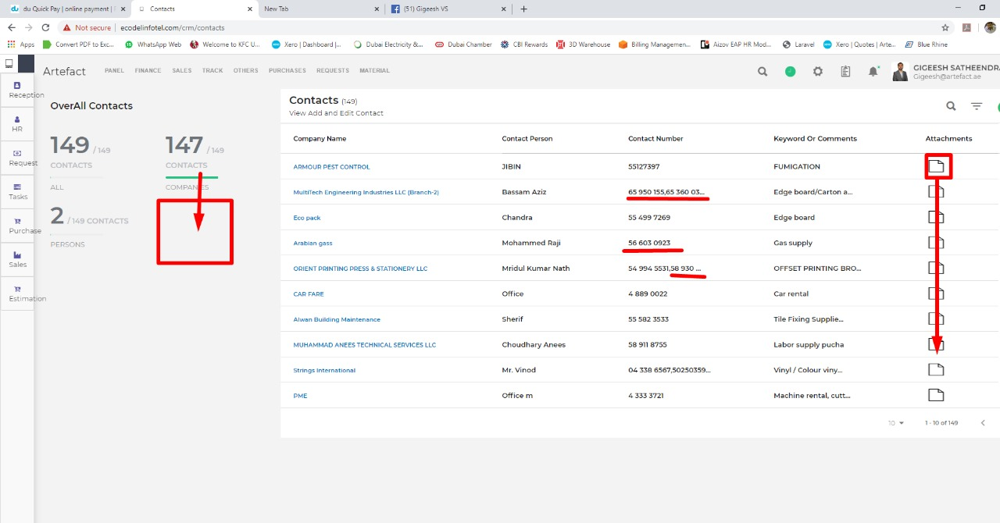 du Quick Pay | online payment |
Contacts
New Tab
(51) Gigeesh VS
Not secure | ecodelinfotel.com/crm/contacts
Apps
Convert PDF to Exc...
WhatsApp Web
Welcome to KFC U...
Xero | Dashboard|...
Dubai Electricity &...
Dubai Chamber
CBI Rewards
3D Warehouse
Billing Managemen...
Aizov EAP HR Mod...
Laravel
Xero | Quotes | Arte...
Blue Rhine
Artefact
PANEL FINANCE SALES TRACK OTHERS PURCHASES REQUESTS MATERIAL
GIGEESH SATHEENDRA
Gigeesh@artefact.ae
Reception
HR
Request
Tasks
Purchase
Sales
Estimation
OverAll Contacts
149 / 149
CONTACTS
ALL
147 / 149
CONTACTS
COMPANIES
2 / 149 CONTACTS
PERSONS
Contacts (149)
View Add and Edit Contact
Company Name Contact Person Contact Number Keyword Or Comments Attachments
ARMOUR PEST CONTROL JIBIN 55127397 FUMIGATION
MultiTech Engineering Industries LLC (Branch-2) Bassam Aziz 65 950 155,65 360 03... Edge board/Carton a...
Eco pack Chandra 55 499 7269 Edge board
Arabian gass Mohammed Raji 56 603 0923 Gas supply
ORIENT PRINTING PRESS & STATIONERY LLC Mridul Kumar Nath 54 994 5531,58 930 ... OFFSET PRINTING BRO...
CAR FARE Office 4 889 0022 Car rental
Alwan Building Maintenance Sherif 55 582 3533 Tile Fixing Supplie...
MUHAMMAD ANEES TECHNICAL SERVICES LLC Choudhary Anees 58 911 8755 Labor supply pucha
Strings International Mr. Vinod 04 338 6567,50250359... Vinyl / Colour viny...
PME Office m 4 333 3721 Machine rental, cutt...
10 1 - 10 of 149